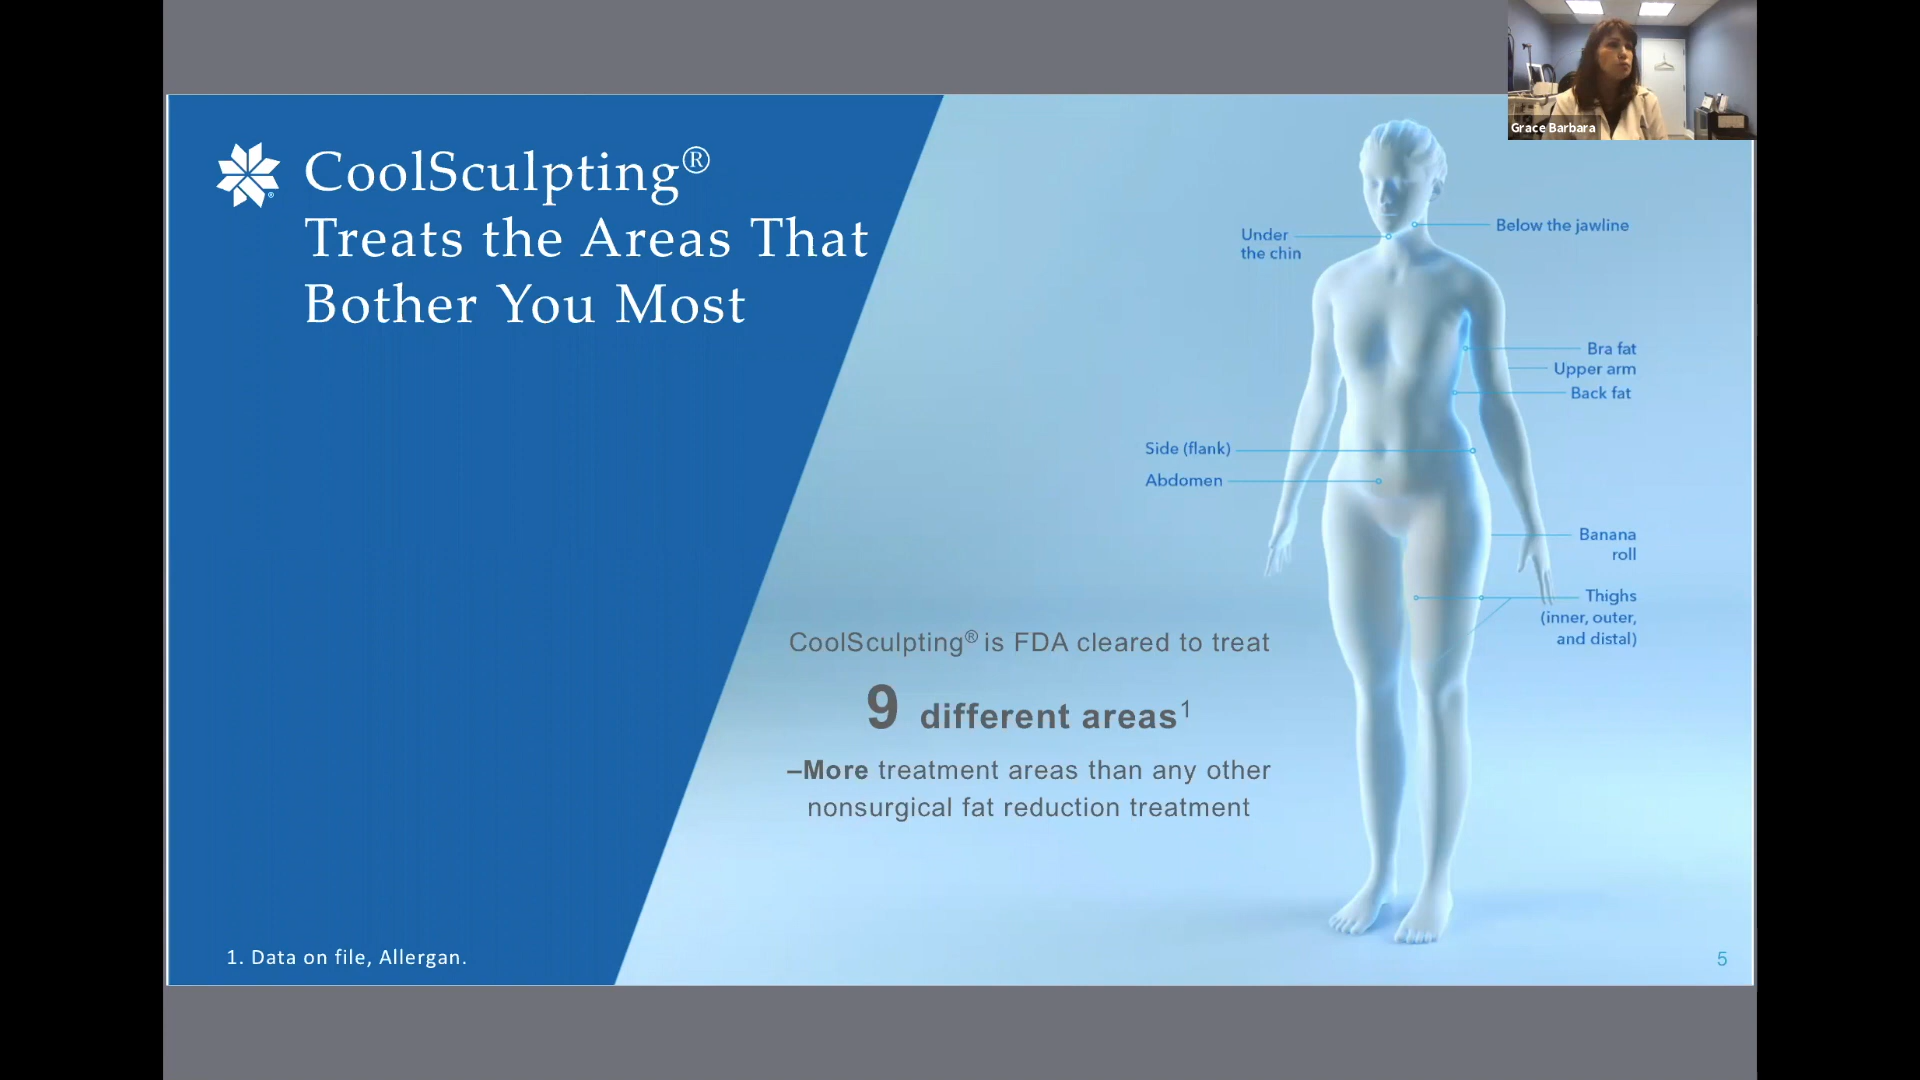 Grace Barbara
CoolSculpting®
Treats the Areas That
Bother You Most
Under
the chin
Below the jawline
Bra fat
Upper arm
Back fat
Side (flank)
Abdomen
Banana
roll
Thighs
(inner, outer,
and distal)
CoolSculpting® is FDA cleared to treat
9 different areas¹
–More treatment areas than any other
nonsurgical fat reduction treatment
1. Data on file, Allergan.
5